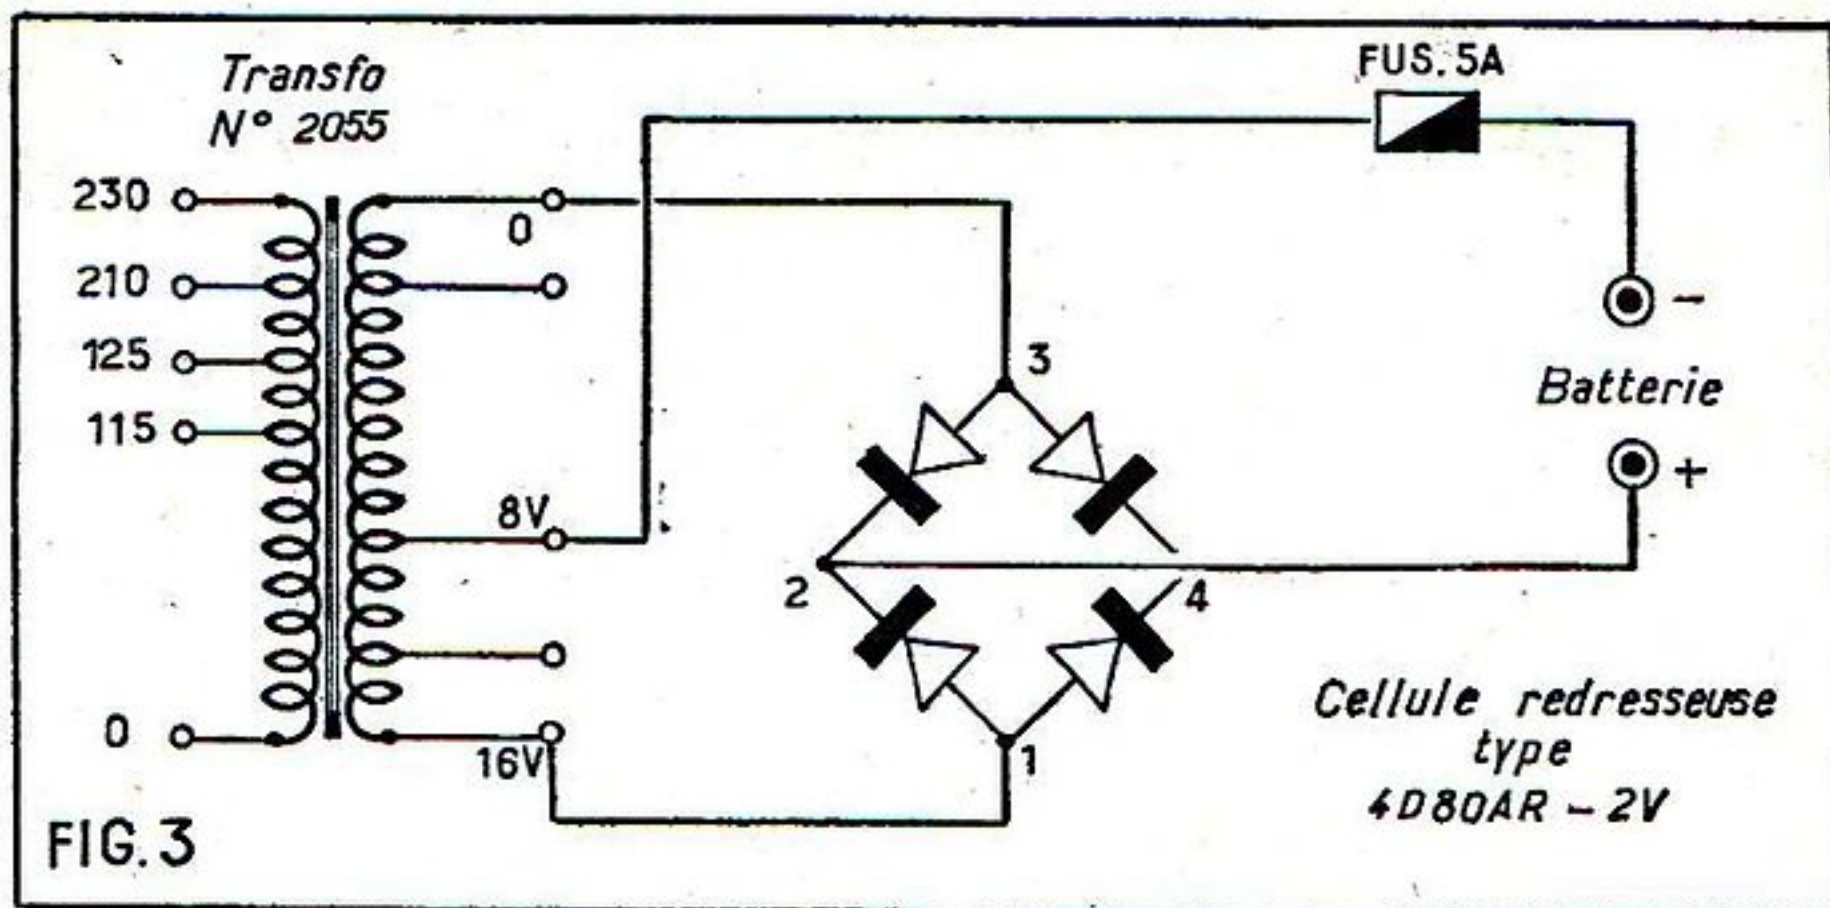 Transfo
N° 2055
FUS. 5A
230
210
125
115
0
0
8V
16V
3
2
4
1
-
Batterie
+
Cellule redresseuse
type
4D80AR - 2V
FIG. 3